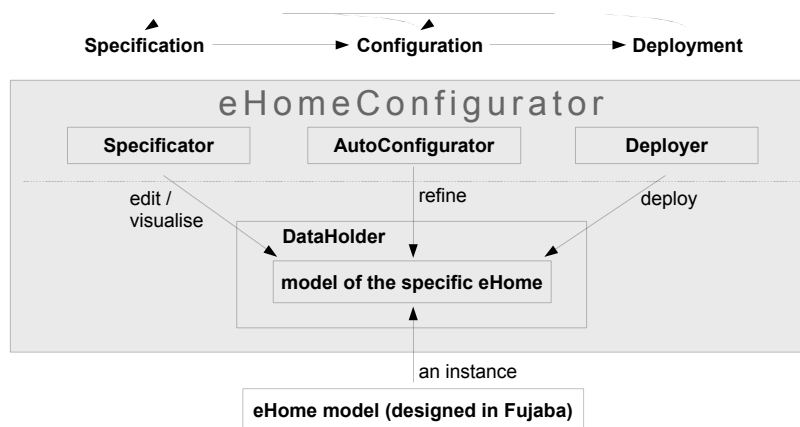 Specification Configuration Deployment
eHomeConfigurator
Specificator AutoConfigurator Deployer
edit / refine deploy
visualise
DataHolder
model of the specific eHome
an instance
eHome model (designed in Fujaba)